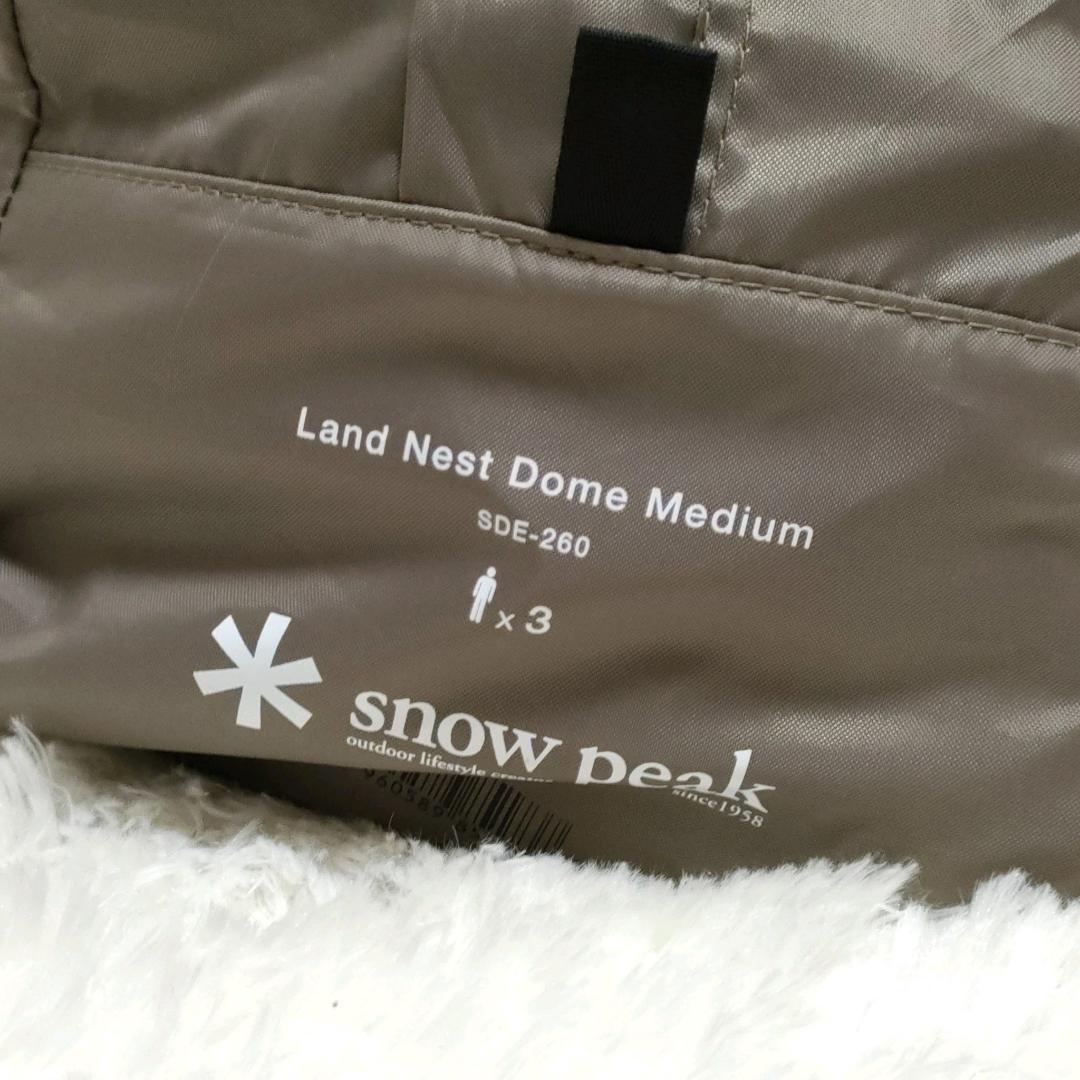 Land Nest Dome Medium
SDE-260
x 3
snow peak
outdoor lifestyle
since1958